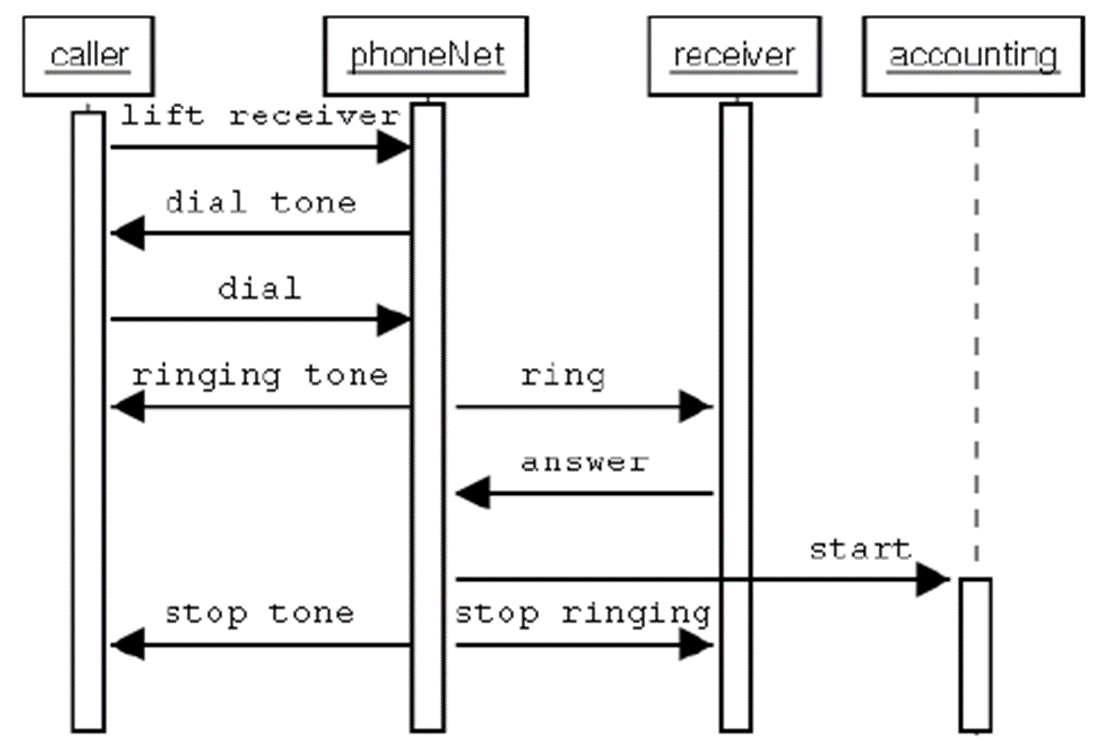 caller
phoneNet
receiver
accounting
lift receiver
dial tone
dial
ringing tone
ring
answer
start
stop tone
stop ringing